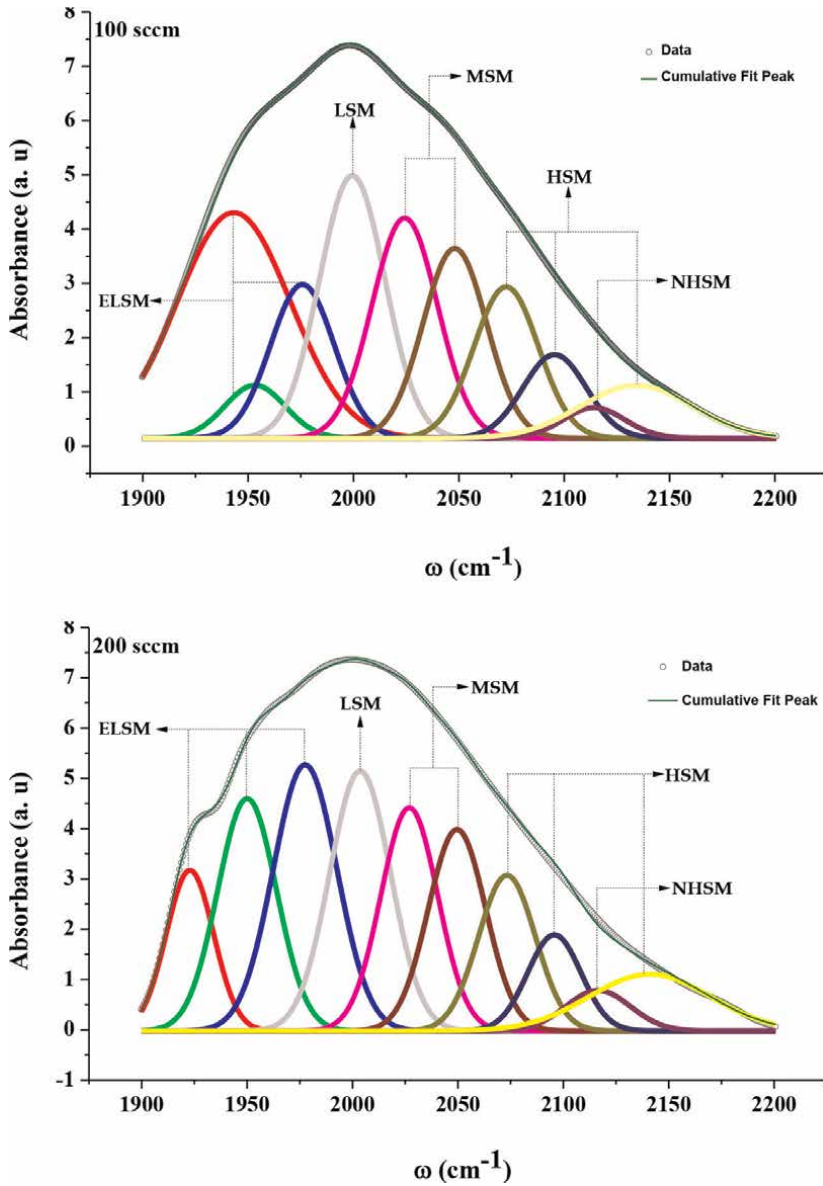 8
100 sccm
Data
Cumulative Fit Peak
MSM
LSM
HSM
NHSM
ELSM
7
6
5
4
3
2
1
0
Absorbance (a. u)
1900 1950 2000 2050 2100 2150 2200
ω (cm-1)
8
200 sccm
Data
Cumulative Fit Peak
MSM
LSM
ELSM
HSM
NHSM
7
6
5
4
3
2
1
0
-1
Absorbance (a. u)
1900 1950 2000 2050 2100 2150 2200
ω (cm-1)